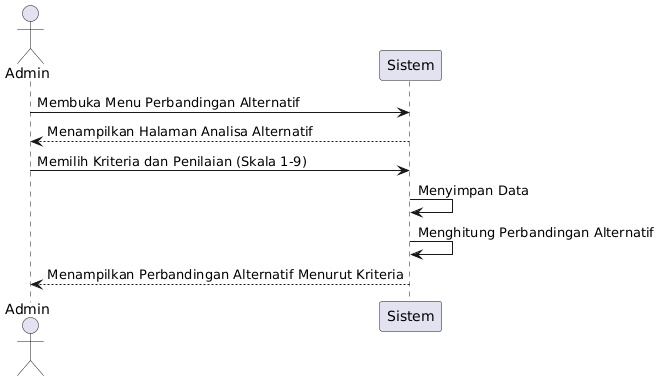 Admin
Sistem
Membuka Menu Perbandingan Alternatif
Menampilkan Halaman Analisa Alternatif
Memilih Kriteria dan Penilaian (Skala 1-9)
Menyimpan Data
Menghitung Perbandingan Alternatif
Menampilkan Perbandingan Alternatif Menurut Kriteria
Admin
Sistem